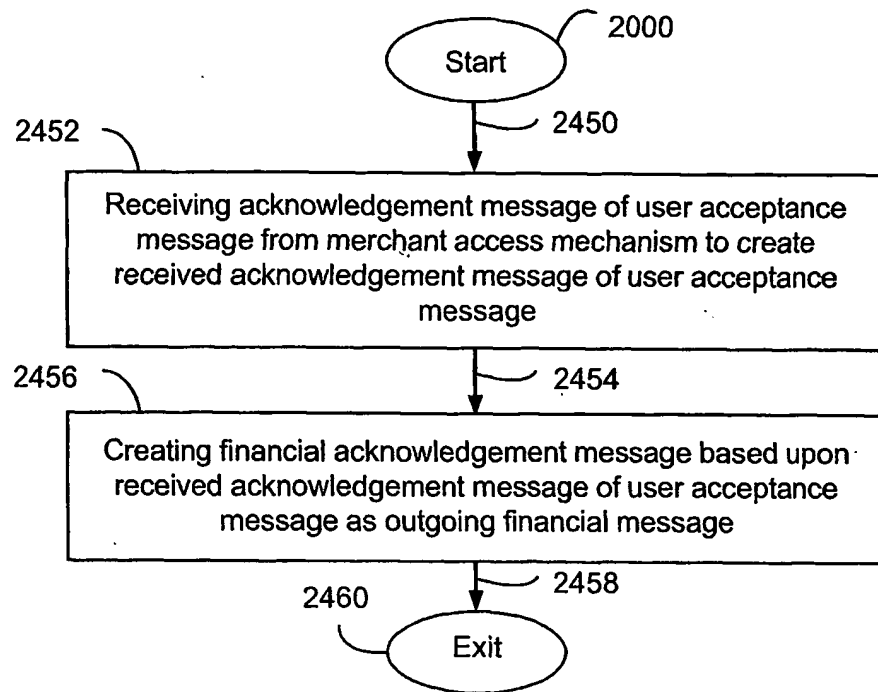 2000
Start
2450
2452
Receiving acknowledgement message of user acceptance
message from merchant access mechanism to create
received acknowledgement message of user acceptance
message
2456
2454
Creating financial acknowledgement message based upon
received acknowledgement message of user acceptance
message as outgoing financial message
2458
2460
Exit